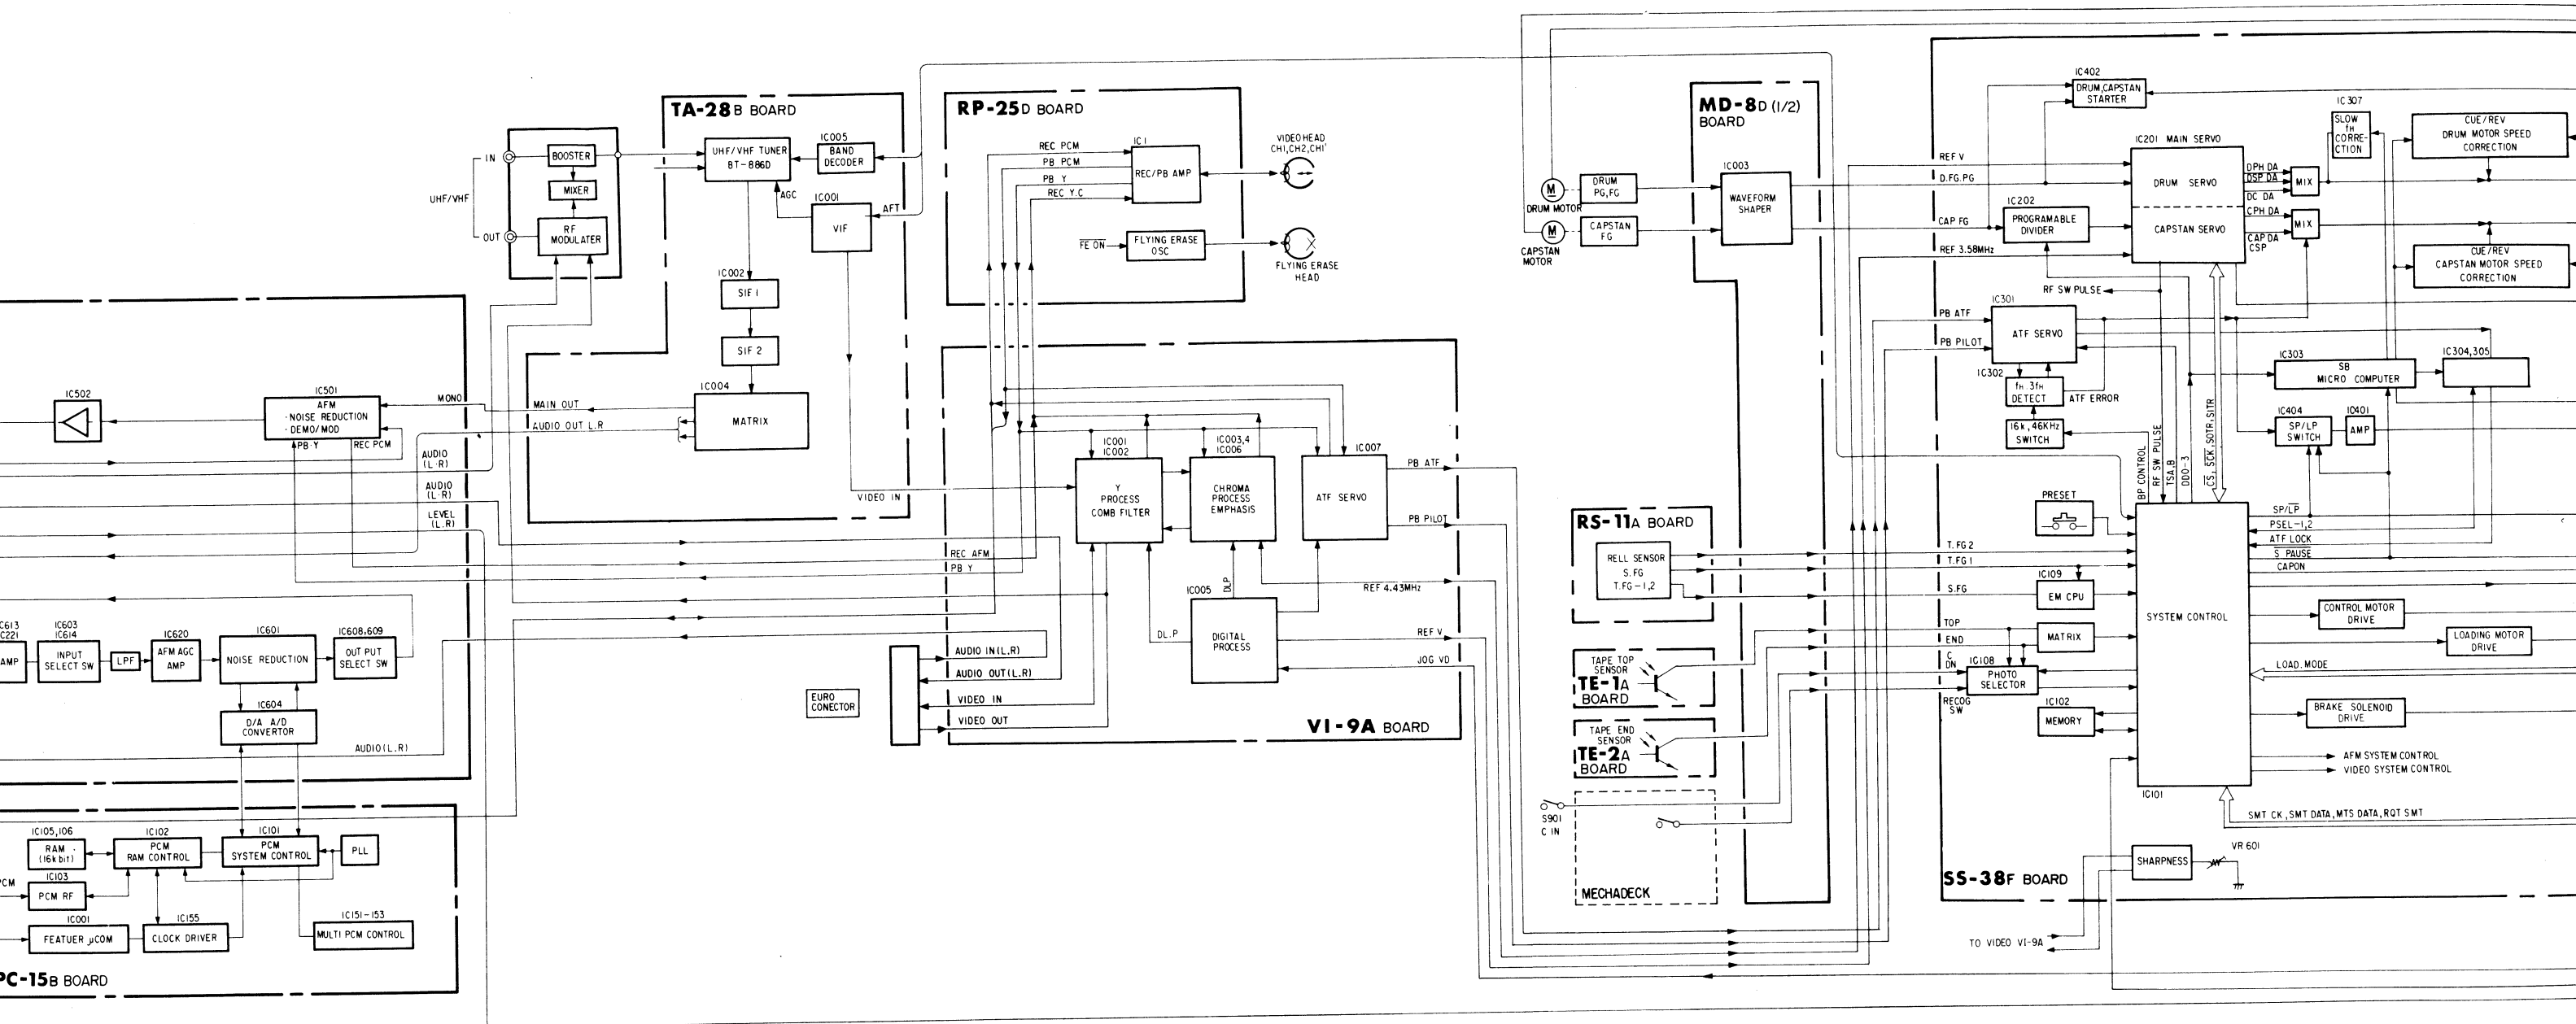 UHF/VHF
IN
OUT
BOOSTER
MIXER
RF
MODULATER
TA-28B BOARD
UHF/VHF TUNER
BT-886D
IC005
BAND
DECODER
AGC
IC001
VIF
AFT
IC002
SIF 1
SIF 2
IC004
MATRIX
MAIN OUT
AUDIO OUT L.R
VIDEO IN
MONO
IC502
IC501
AFM
·NOISE REDUCTION
·DEMO/MOD
PB·Y
REC PCM
AUDIO
(L·R)
AUDIO
(L·R)
LEVEL
(L.R)
IC603
IC614
INPUT
SELECT SW
LPF
IC620
AFM AGC
AMP
IC601
NOISE REDUCTION
IC608,609
OUT PUT
SELECT SW
AMP
IC604
D/A A/D
CONVERTOR
AUDIO(L.R)
IC105,106
RAM
(16k bit)
IC102
PCM
RAM CONTROL
IC101
PCM
SYSTEM CONTROL
PLL
IC103
PCM RF
IC001
FEATUER µCOM
IC155
CLOCK DRIVER
IC151-153
MULTI PCM CONTROL
PC-15B BOARD
RP-25D BOARD
REC PCM
PB PCM
PB Y
REC Y.C
IC1
REC/PB AMP
VIDEO HEAD
CH1,CH2,CH1'
FE ON
FLYING ERASE
OSC
FLYING ERASE
HEAD
IC001
IC002
Y
PROCESS
COMB FILTER
IC003,4
IC006
CHROMA
PROCESS
EMPHASIS
IC007
ATF SERVO
PB ATF
PB PILOT
REC AFM
PB Y
REF 4.43MHz
DLP
IC005
DIGITAL
PROCESS
DL.P
REF V
JOG VD
EURO
CONECTOR
AUDIO IN(L,R)
AUDIO OUT(L.R)
VIDEO IN
VIDEO OUT
VI-9A BOARD
M
DRUM MOTOR
M
CAPSTAN
MOTOR
DRUM
PG,FG
CAPSTAN
FG
MD-8D (1/2)
BOARD
IC003
WAVEFORM
SHAPER
RS-11A BOARD
RELL SENSOR
S.FG
T.FG-1,2
TAPE TOP
SENSOR
TE-1A
BOARD
TAPE END
SENSOR
TE-2A
BOARD
S901
C IN
MECHADECK
IC402
DRUM,CAPSTAN
STARTER
REF V
D.FG.PG
CAP FG
REF 3.58MHz
IC202
PROGRAMABLE
DIVIDER
IC201 MAIN SERVO
DRUM SERVO
CAPSTAN SERVO
DPH DA
DSP DA
DC DA
CPH DA
CAP DA
CSP
MIX
MIX
IC307
SLOW
fH
CORRE-
CTION
CUE/REV
DRUM MOTOR SPEED
CORRECTION
CUE/REV
CAPSTAN MOTOR SPEED
CORRECTION
RF SW PULSE
PB ATF
PB PILOT
IC301
ATF SERVO
IC302
fH.3fH
DETECT
ATF ERROR
16k,46KHz
SWITCH
BP CONTROL
RF SW PULSE
TSA,B
DDO-3
CS, SCK,SOTR,SITR
IC303
SB
MICRO COMPUTER
IC304,305
IC404
SP/LP
SWITCH
IC401
AMP
PRESET
T.FG2
T.FG1
S.FG
IC109
EM CPU
TOP
END
MATRIX
C
DN
IC108
PHOTO
SELECTOR
RECOG
SW
IC102
MEMORY
SYSTEM CONTROL
IC101
SP/LP
PSEL-1,2
ATF LOCK
S PAUSE
CAPON
CONTROL MOTOR
DRIVE
LOADING MOTOR
DRIVE
LOAD.MODE
BRAKE SOLENOID
DRIVE
AFM SYSTEM CONTROL
VIDEO SYSTEM CONTROL
SMT CK,SMT DATA,MTS DATA,RQT SMT
SHARPNESS
VR 601
SS-38F BOARD
TO VIDEO VI-9A